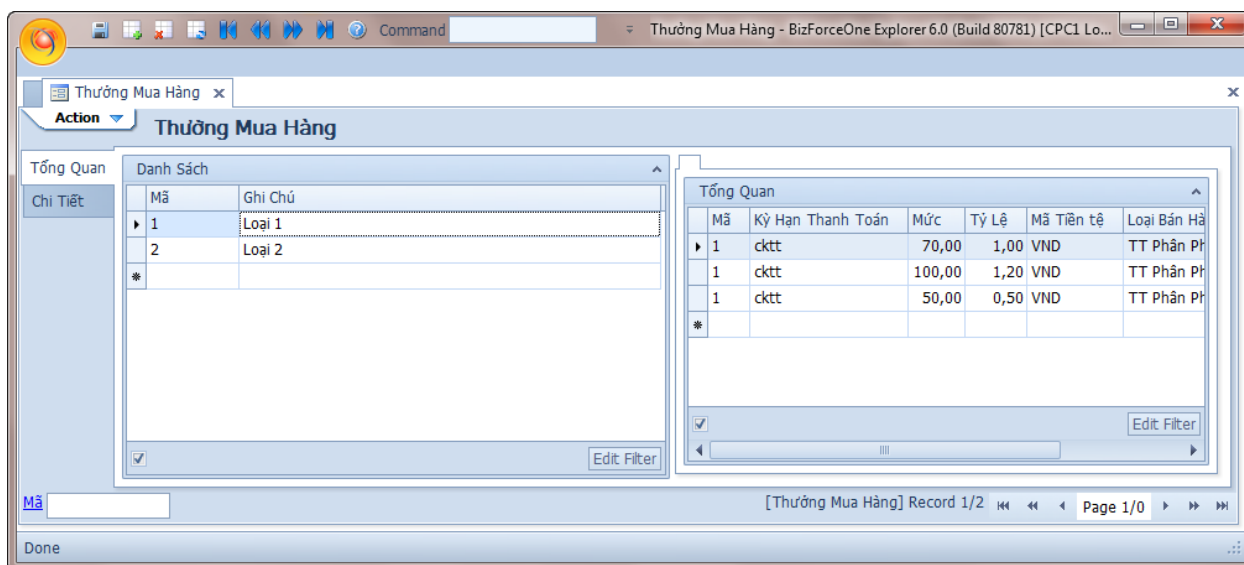 Command Thưởng Mua Hàng - BizForceOne Explorer 6.0 (Build 80781) [CPC1 Lo...
Thưởng Mua Hàng
Action Thưởng Mua Hàng
Tổng Quan
Chi Tiết
Danh Sách
Mã Ghi Chú
1 Loại 1
2 Loại 2
Edit Filter
Tổng Quan
Mã Kỳ Hạn Thanh Toán Mức Tỷ Lệ Mã Tiền tệ Loại Bán Hà
1 cktt 70,00 1,00 VND TT Phân Ph
1 cktt 100,00 1,20 VND TT Phân Ph
1 cktt 50,00 0,50 VND TT Phân Ph
Edit Filter
Mã [Thưởng Mua Hàng] Record 1/2 Page 1/0
Done